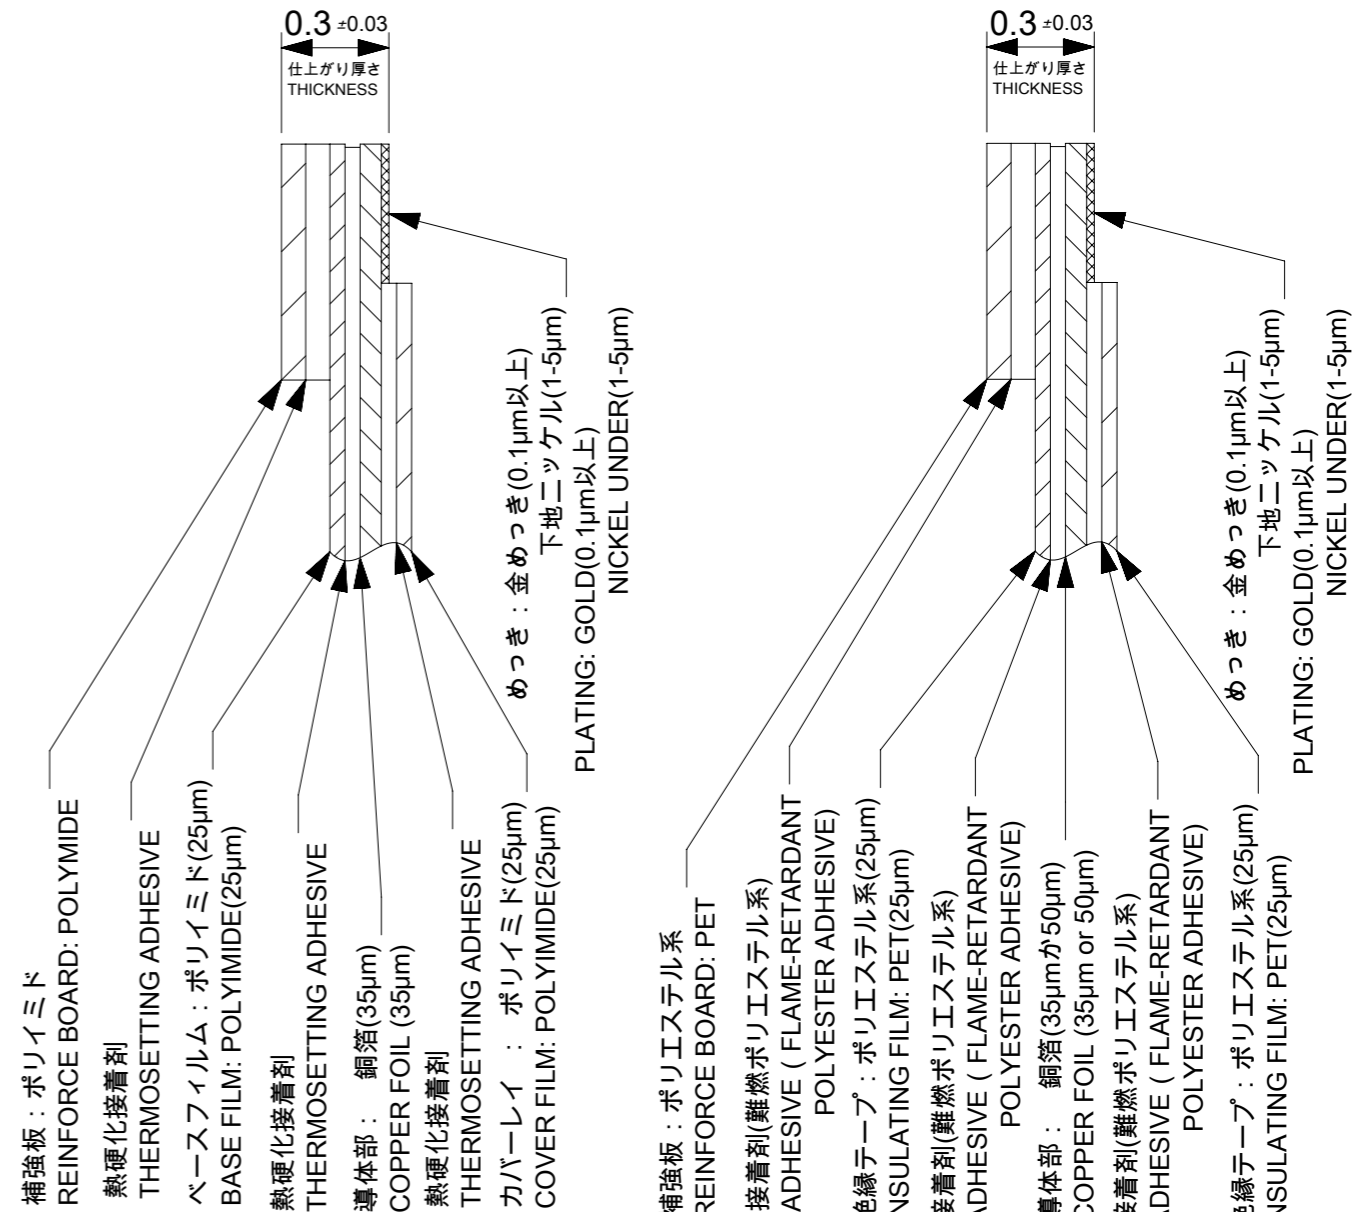 0.3 ±0.03
仕上がり厚さ
THICKNESS
めっき：金めっき(0.1µm以上)
下地ニッケル(1-5µm)
PLATING: GOLD(0.1µm以上)
NICKEL UNDER(1-5µm)
補強板：ポリイミド
REINFORCE BOARD: POLYMIDE
熱硬化接着剤
THERMOSETTING ADHESIVE
ベースフィルム：ポリイミド(25µm)
BASE FILM: POLYIMIDE(25µm)
熱硬化接着剤
THERMOSETTING ADHESIVE
導体部： 銅箔(35µm)
COPPER FOIL (35µm)
熱硬化接着剤
THERMOSETTING ADHESIVE
カバーレイ ： ポリイミド(25µm)
COVER FILM: POLYIMIDE(25µm)
0.3 ±0.03
仕上がり厚さ
THICKNESS
めっき：金めっき(0.1µm以上)
下地ニッケル(1-5µm)
PLATING: GOLD(0.1µm以上)
NICKEL UNDER(1-5µm)
補強板：ポリエステル系
REINFORCE BOARD: PET
接着剤(難燃ポリエステル系)
ADHESIVE ( FLAME-RETARDANT
POLYESTER ADHESIVE)
絶縁テープ：ポリエステル系(25µm)
NSULATING FILM: PET(25µm)
接着剤(難燃ポリエステル系)
ADHESIVE ( FLAME-RETARDANT
POLYESTER ADHESIVE)
導体部： 銅箔(35µmか50µm)
COPPER FOIL (35µm or 50µm)
接着剤(難燃ポリエステル系)
ADHESIVE ( FLAME-RETARDANT
POLYESTER ADHESIVE)
絶縁テープ：ポリエステル系(25µm)
NSULATING FILM: PET(25µm)